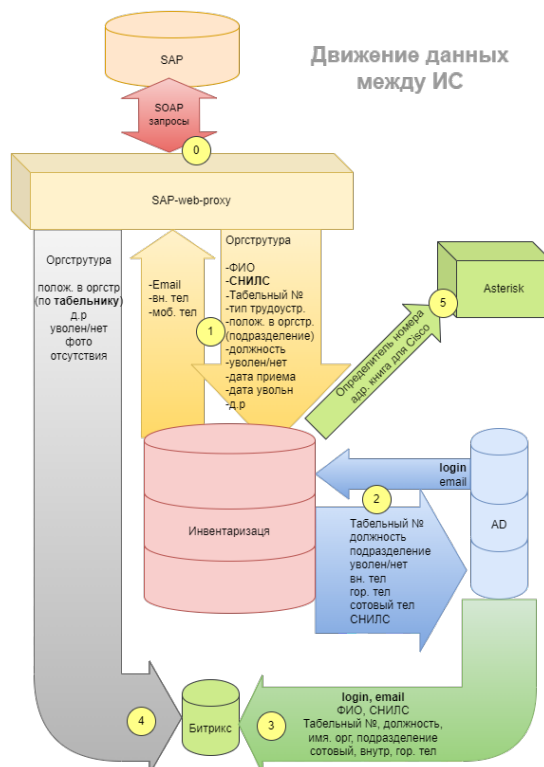 SAP
Движение данных
между ИС
SOAP
запросы
0
SAP-web-proxy
Оргструтура
полож. в оргстр
(по табельнику)
д.р
уволен/нет
фото
отсутствия
-Email
-вн. тел
-моб. тел
1
Оргструтура
-ФИО
-СНИЛС
-Табельный №
-тип трудоустр.
-полож. в оргстр.
(подразделение)
-должность
-уволен/нет
-дата приема
-дата увольн
-д.р
5
Asterisk
Определитель номера
адр. книга для Cisco
Инвентаризаця
login
email
2
AD
Табельный №
должность
подразделение
уволен/нет
вн. тел
гор. тел
сотовый тел
СНИЛС
4
Битрикс
3
login, email
ФИО, СНИЛС
Табельный №, должность,
имя. орг, подразделение
сотовый, внутр, гор. тел